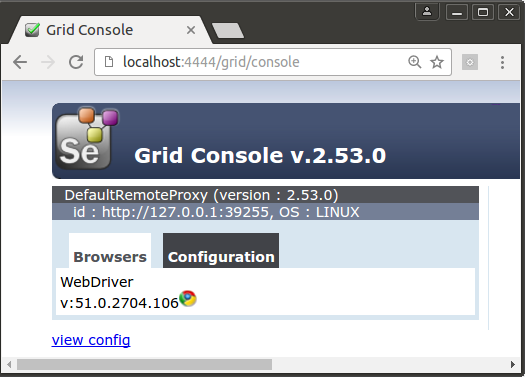 Grid Console
localhost:4444/grid/console
Se
Grid Console v.2.53.0
DefaultRemoteProxy (version : 2.53.0)
id : http://127.0.0.1:39255, OS : LINUX
Browsers Configuration
WebDriver
v:51.0.2704.106
view config